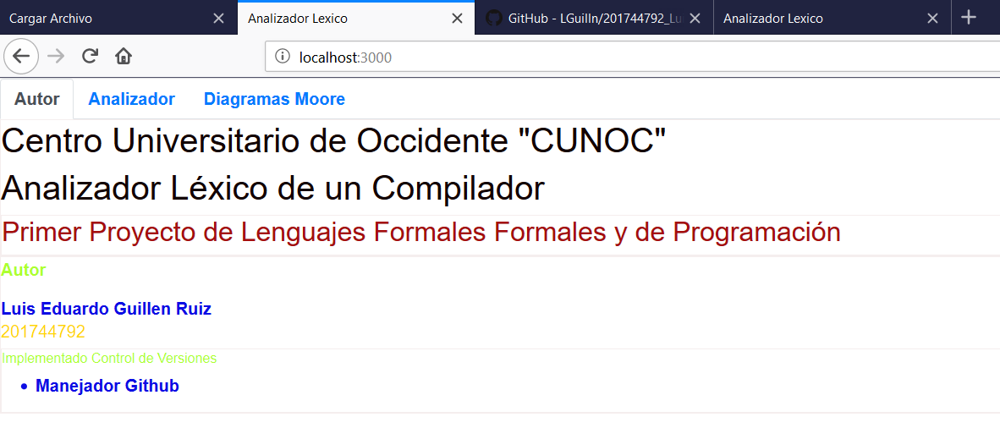 Cargar Archivo
Analizador Lexico
GitHub - LGuilln/201744792_Lu
Analizador Lexico
localhost:3000
Autor Analizador Diagramas Moore
Centro Universitario de Occidente "CUNOC"
Analizador Léxico de un Compilador
Primer Proyecto de Lenguajes Formales Formales y de Programación
Autor
Luis Eduardo Guillen Ruiz
201744792
Implementado Control de Versiones
Manejador Github